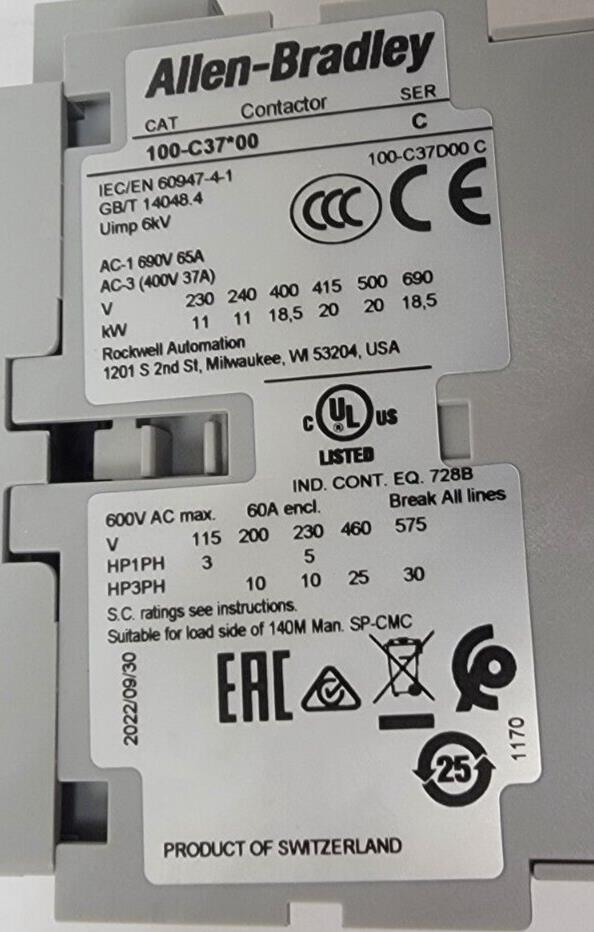 Allen-Bradley
CAT Contactor SER
100-C37*00 C
100-C37D00 C
IEC/EN 60947-4-1
GB/T 14048.4
Uimp 6kV
CCC CE
AC-1 690V 65A
AC-3 (400V 37A)
V 230 240 400 415 500 690
kW 11 11 18,5 20 20 18,5
Rockwell Automation
1201 S 2nd St, Milwaukee, WI 53204, USA
C UL® US
LISTED
IND. CONT. EQ. 728B
600V AC max. 60A encl. Break All lines
V 115 200 230 460 575
HP1PH 3 5
HP3PH 10 10 25 30
S.C. ratings see instructions.
Suitable for load side of 140M Man. SP-CMC
2022/09/30
EAC
1170
25
PRODUCT OF SWITZERLAND